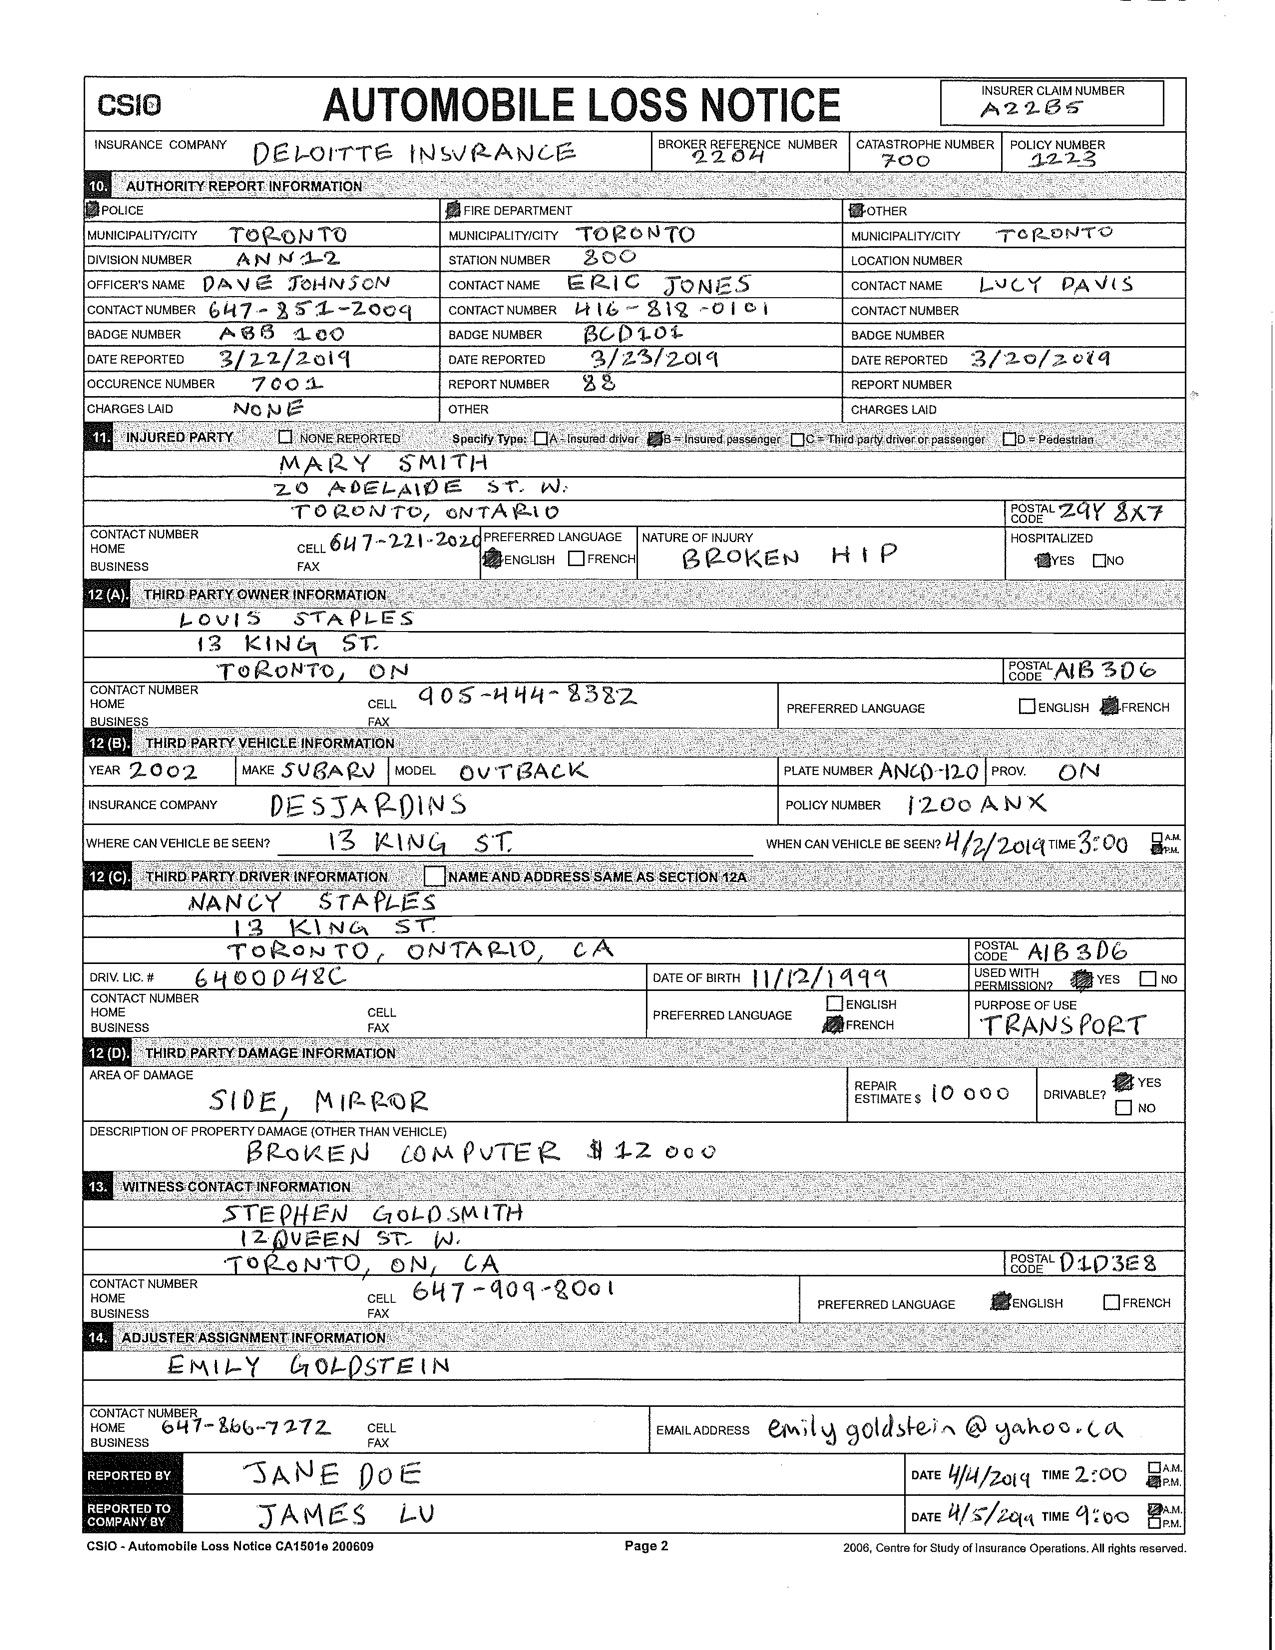 CSIO
AUTOMOBILE LOSS NOTICE
INSURER CLAIM NUMBER
A22B5
INSURANCE COMPANY DELOITTE INSURANCE
BROKER REFERENCE NUMBER 2204
CATASTROPHE NUMBER 700
POLICY NUMBER 1223
10. AUTHORITY REPORT INFORMATION
POLICE FIRE DEPARTMENT OTHER
MUNICIPALITY/CITY TORONTO MUNICIPALITY/CITY TORONTO MUNICIPALITY/CITY TORONTO
DIVISION NUMBER ANN12 STATION NUMBER 800 LOCATION NUMBER
OFFICER'S NAME DAVE JOHNSON CONTACT NAME ERIC JONES CONTACT NAME LUCY DAVIS
CONTACT NUMBER 647-851-2009 CONTACT NUMBER 416-818-0101 CONTACT NUMBER
BADGE NUMBER ABB 100 BADGE NUMBER BCD101 BADGE NUMBER
DATE REPORTED 3/22/2019 DATE REPORTED 3/23/2019 DATE REPORTED 3/20/2019
OCCURENCE NUMBER 7001 REPORT NUMBER 88 REPORT NUMBER
CHARGES LAID NONE OTHER CHARGES LAID
11. INJURED PARTY NONE REPORTED Specify Type: A - Insured driver B = Insured passenger C = Third party driver or passenger D = Pedestrian
MARY SMITH
20 ADELAIDE ST. W.
TORONTO, ONTARIO POSTAL CODE 29Y 8X7
CONTACT NUMBER
HOME CELL 647-221-2020
BUSINESS FAX
PREFERRED LANGUAGE
ENGLISH FRENCH
NATURE OF INJURY
BROKEN HIP
HOSPITALIZED
YES NO
12 (A). THIRD PARTY OWNER INFORMATION
LOUIS STAPLES
13 KING ST.
TORONTO, ON POSTAL CODE A1B 3D6
CONTACT NUMBER
HOME CELL 905-444-8382
BUSINESS FAX
PREFERRED LANGUAGE ENGLISH FRENCH
12 (B). THIRD PARTY VEHICLE INFORMATION
YEAR 2002 MAKE SUBARU MODEL OUTBACK PLATE NUMBER ANCD-120 PROV. ON
INSURANCE COMPANY DESJARDINS POLICY NUMBER 1200ANX
WHERE CAN VEHICLE BE SEEN? 13 KING ST. WHEN CAN VEHICLE BE SEEN? 4/2/2019 TIME 3:00 A.M. P.M.
12 (C). THIRD PARTY DRIVER INFORMATION NAME AND ADDRESS SAME AS SECTION 12A
NANCY STAPLES
13 KING ST.
TORONTO, ONTARIO, CA POSTAL CODE A1B 3D6
DRIV. LIC. # 6400D48C DATE OF BIRTH 11/12/1999 USED WITH PERMISSION? YES NO
CONTACT NUMBER
HOME CELL
BUSINESS FAX
PREFERRED LANGUAGE ENGLISH FRENCH
PURPOSE OF USE
TRANSPORT
12 (D). THIRD PARTY DAMAGE INFORMATION
AREA OF DAMAGE
SIDE, MIRROR
REPAIR ESTIMATE $ 10 000
DRIVABLE? YES NO
DESCRIPTION OF PROPERTY DAMAGE (OTHER THAN VEHICLE)
BROKEN COMPUTER $12 000
13. WITNESS CONTACT INFORMATION
STEPHEN GOLDSMITH
12 QUEEN ST. W.
TORONTO, ON, CA POSTAL CODE D1D3E8
CONTACT NUMBER
HOME CELL 647-909-8001
BUSINESS FAX
PREFERRED LANGUAGE ENGLISH FRENCH
14. ADJUSTER ASSIGNMENT INFORMATION
EMILY GOLDSTEIN
CONTACT NUMBER
HOME 647-866-7272 CELL
BUSINESS FAX
EMAIL ADDRESS emily goldstein@yahoo.ca
REPORTED BY JANE DOE DATE 4/4/2019 TIME 2:00 A.M. P.M.
REPORTED TO COMPANY BY JAMES LU DATE 4/5/2019 TIME 9:00 A.M. P.M.
CSIO - Automobile Loss Notice CA1501e 200609 Page 2 2006, Centre for Study of Insurance Operations. All rights reserved.